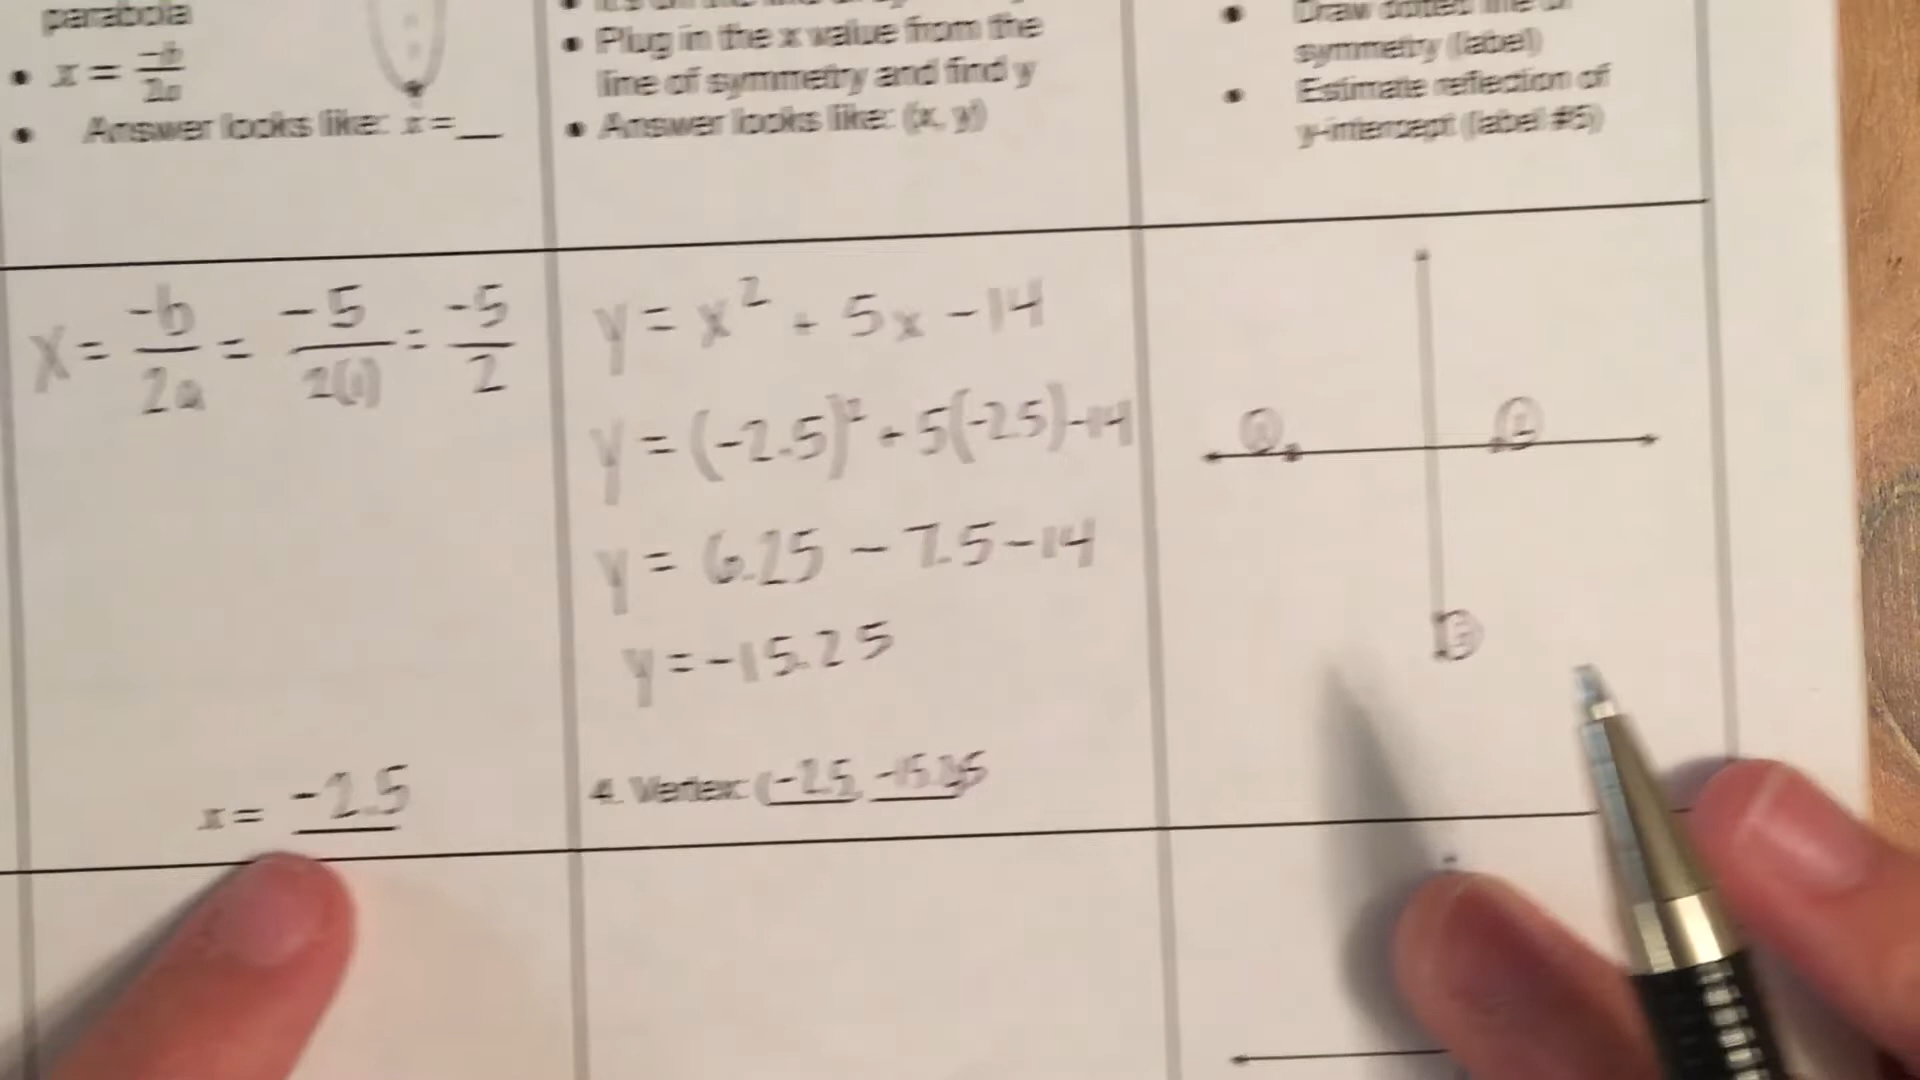 parabola
• x = -b/2a
• Answer looks like: x = __
• Plug in the x value from the
line of symmetry and find y
• Answer looks like: (x, y)
• Draw dotted line of
symmetry (label)
• Estimate reflection of
y-intercept (label #5)
X = -b/2a = -5/2(1) = -5/2
x = -2.5
y = x² + 5x - 14
y = (-2.5)² + 5(-2.5) - 14
y = 6.25 - 7.5 - 14
y = -15.25
4. Vertex: (-2.5, -15.25